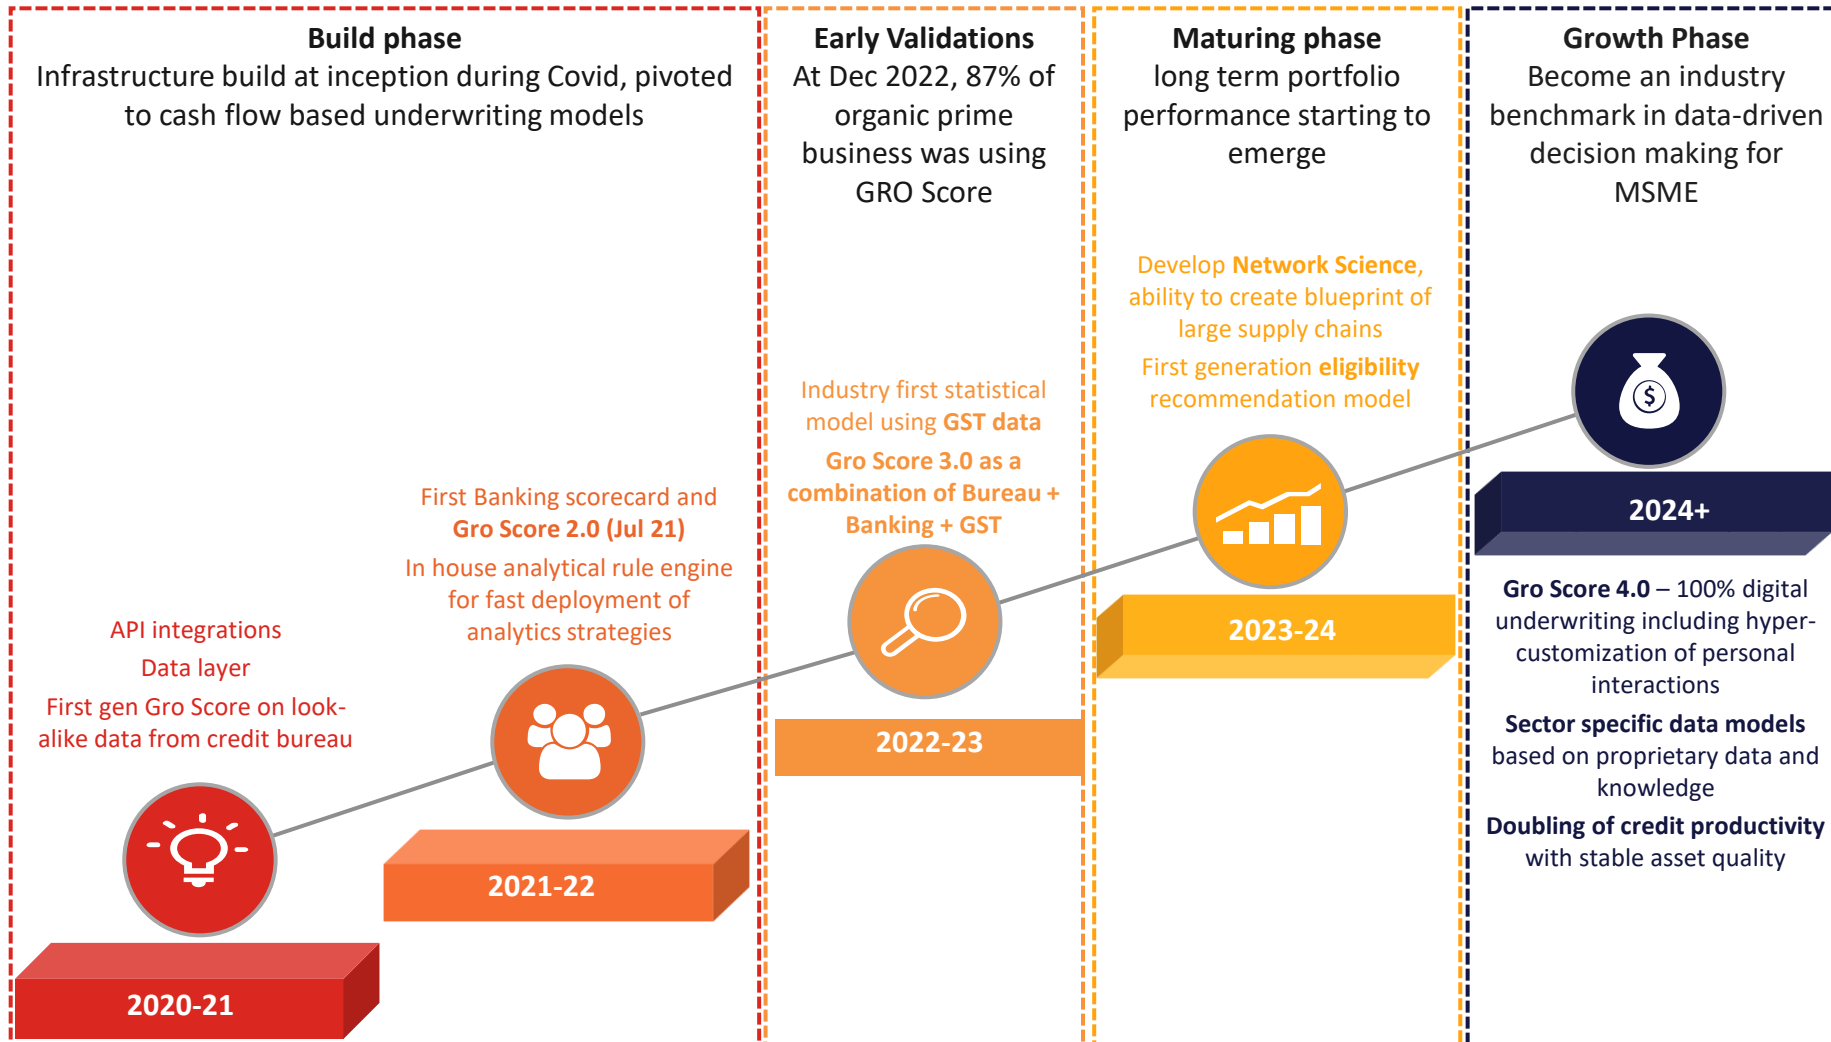 Build phase
Infrastructure build at inception during Covid, pivoted
to cash flow based underwriting models
API integrations
Data layer
First gen Gro Score on look-
alike data from credit bureau
2020-21
First Banking scorecard and
Gro Score 2.0 (Jul 21)
In house analytical rule engine
for fast deployment of
analytics strategies
2021-22
Early Validations
At Dec 2022, 87% of
organic prime
business was using
GRO Score
Industry first statistical
model using GST data
Gro Score 3.0 as a
combination of Bureau +
Banking + GST
2022-23
Maturing phase
long term portfolio
performance starting to
emerge
Develop Network Science,
ability to create blueprint of
large supply chains
First generation eligibility
recommendation model
2023-24
Growth Phase
Become an industry
benchmark in data-driven
decision making for
MSME
$
2024+
Gro Score 4.0 – 100% digital
underwriting including hyper-
customization of personal
interactions
Sector specific data models
based on proprietary data and
knowledge
Doubling of credit productivity
with stable asset quality